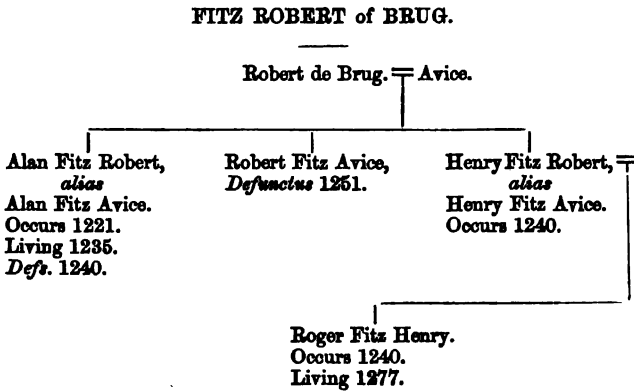 FITZ ROBERT of BRUG.
Robert de Brug. = Avice.
Alan Fitz Robert,
alias
Alan Fitz Avice.
Occurs 1221.
Living 1235.
Defs. 1240.
Robert Fitz Avice,
Defunctus 1251.
Henry Fitz Robert, =
alias
Henry Fitz Avice.
Occurs 1240.
Roger Fitz Henry.
Occurs 1240.
Living 1277.